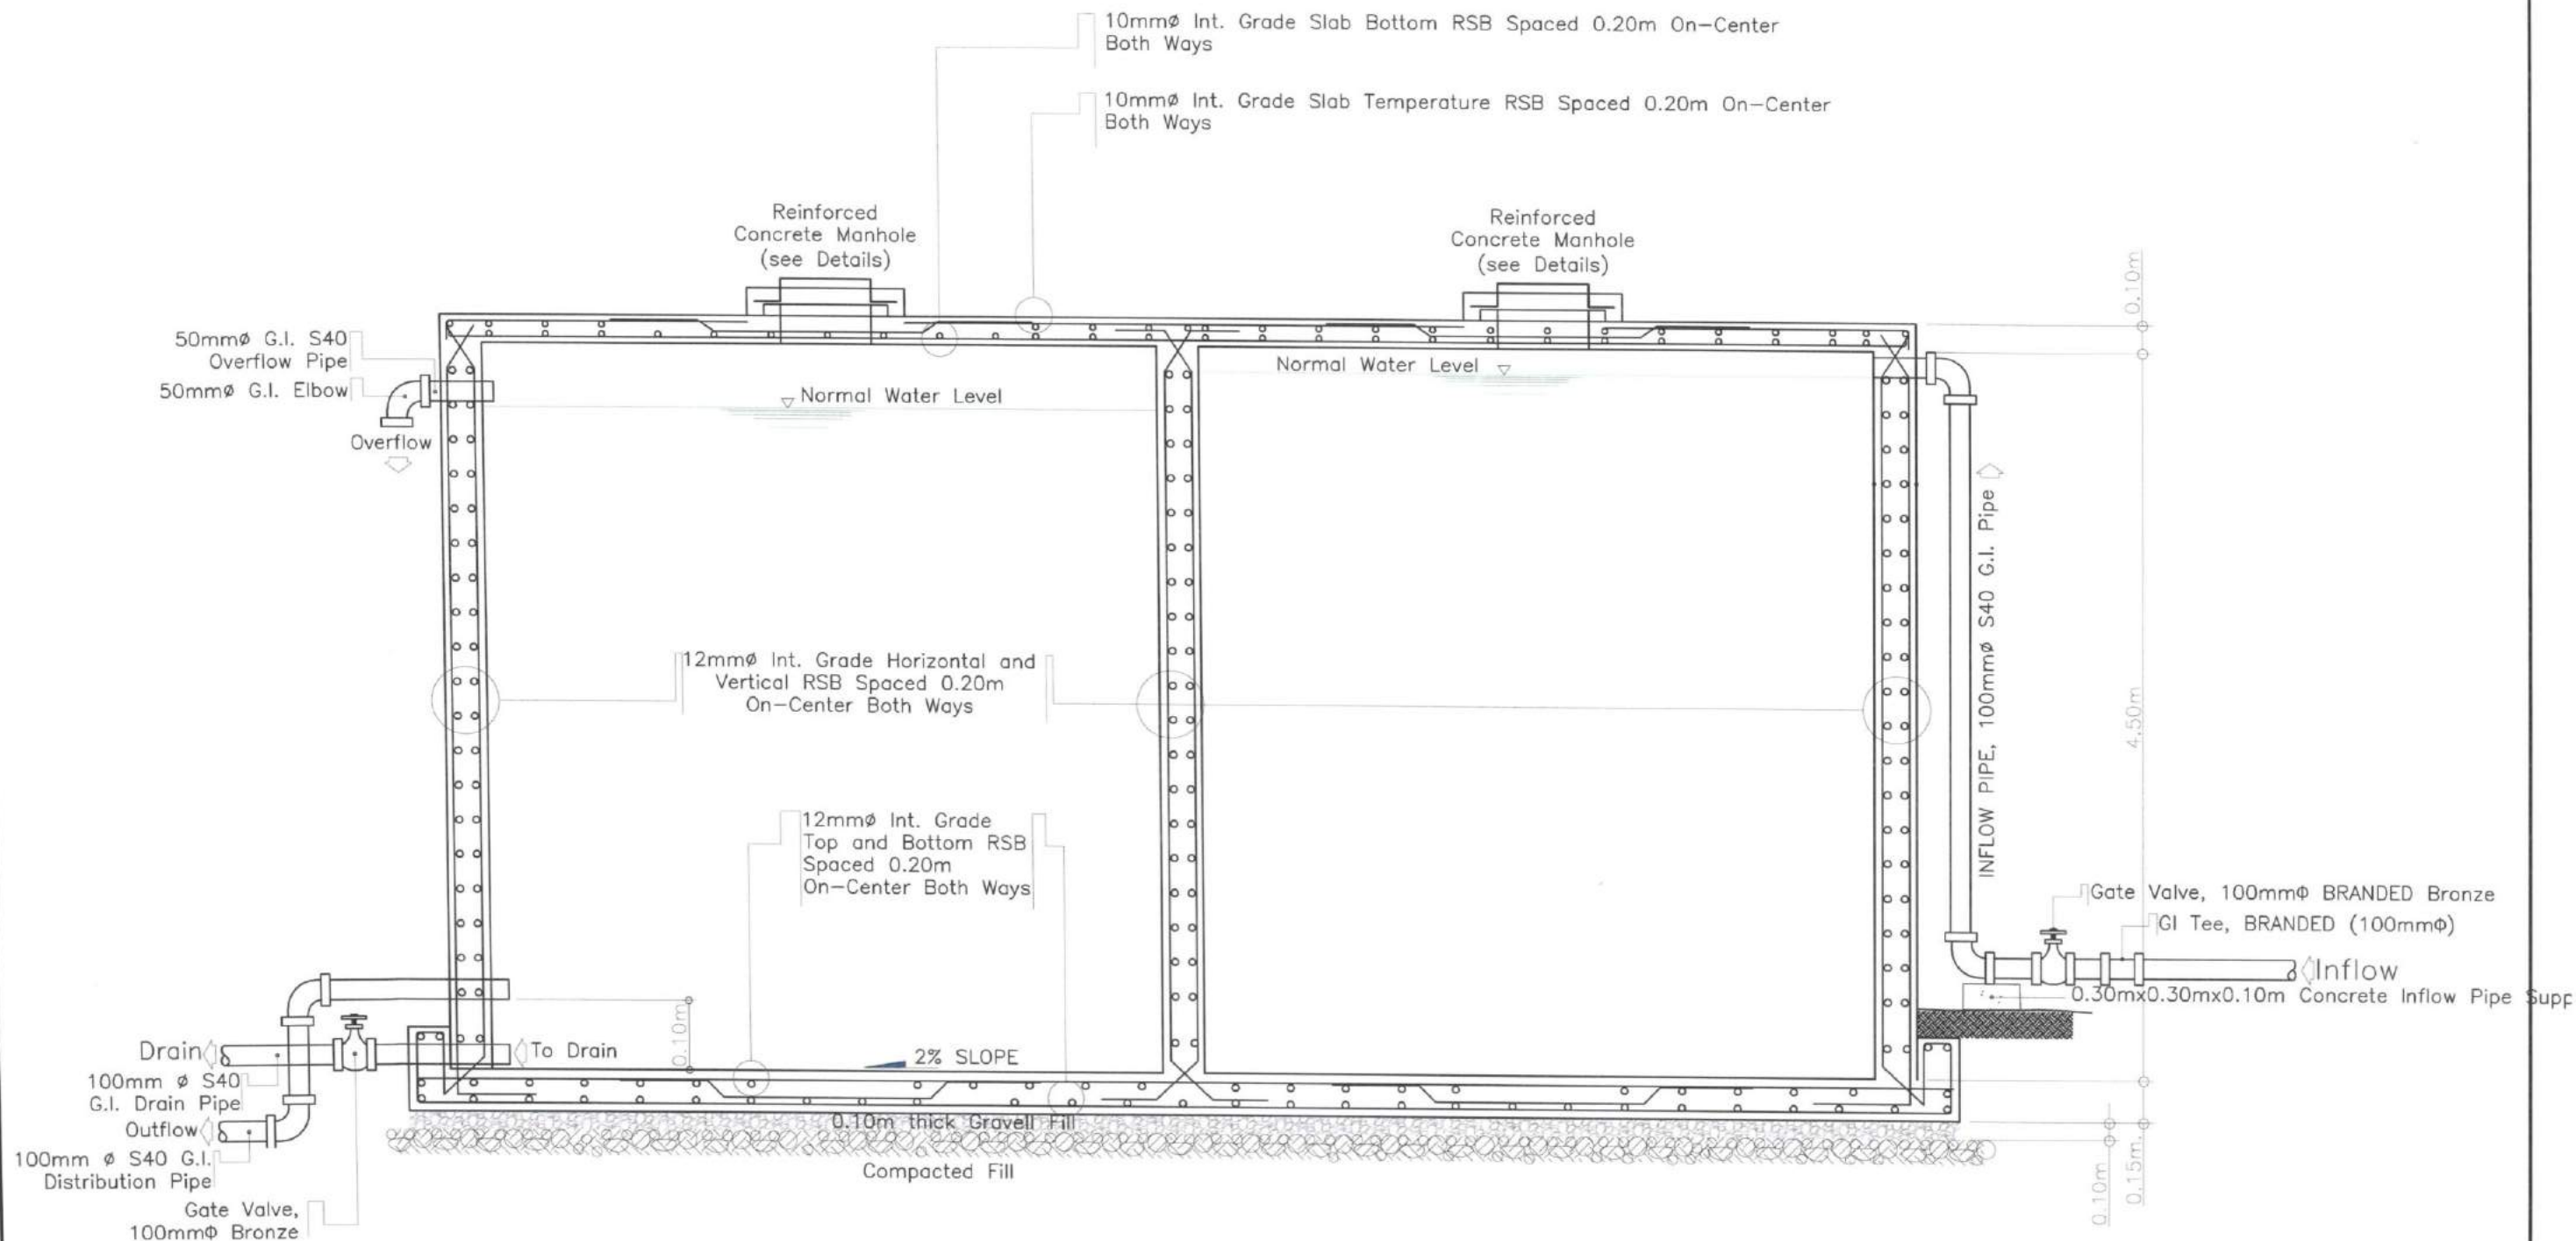 10mmø Int. Grade Slab Bottom RSB Spaced 0.20m On-Center
Both Ways
10mmø Int. Grade Slab Temperature RSB Spaced 0.20m On-Center
Both Ways
Reinforced
Concrete Manhole
(see Details)
Reinforced
Concrete Manhole
(see Details)
0.10m
50mmø G.I. S40
Overflow Pipe
50mmø G.I. Elbow
Overflow
Normal Water Level
Normal Water Level
INFLOW PIPE, 100mmø S40 G.I. Pipe
4.50m
12mmø Int. Grade Horizontal and
Vertical RSB Spaced 0.20m
On-Center Both Ways
12mmø Int. Grade
Top and Bottom RSB
Spaced 0.20m
On-Center Both Ways
Gate Valve, 100mmΦ BRANDED Bronze
GI Tee, BRANDED (100mmΦ)
Inflow
0.30mx0.30mx0.10m Concrete Inflow Pipe Supp
0.10m
Drain
To Drain
2% SLOPE
100mm ø S40
G.I. Drain Pipe
Outflow
0.10m thick Gravell Fill
100mm ø S40 G.I.
Distribution Pipe
Compacted Fill
Gate Valve,
100mmΦ Bronze
0.10m
0.15m.